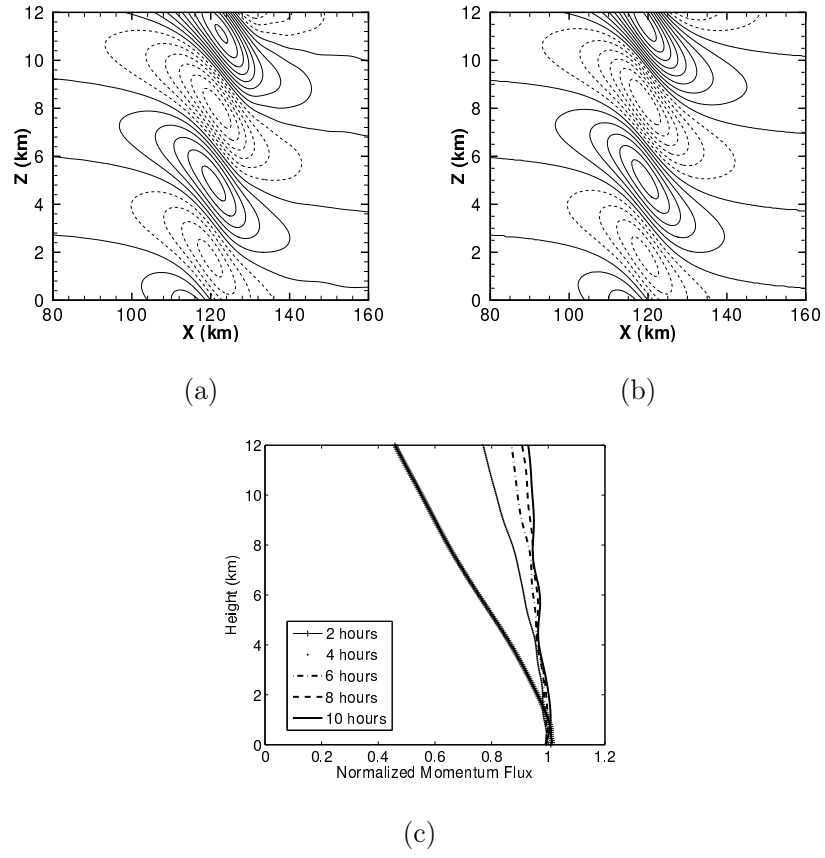 12
10
8
6
4
2
0
Z (km)
80 100 120 140 160
X (km)
(a)
12
10
8
6
4
2
0
Z (km)
80 100 120 140 160
X (km)
(b)
12
10
8
6
4
2
0
Height (km)
2 hours
4 hours
6 hours
8 hours
10 hours
0 0.2 0.4 0.6 0.8 1 1.2
Normalized Momentum Flux
(c)